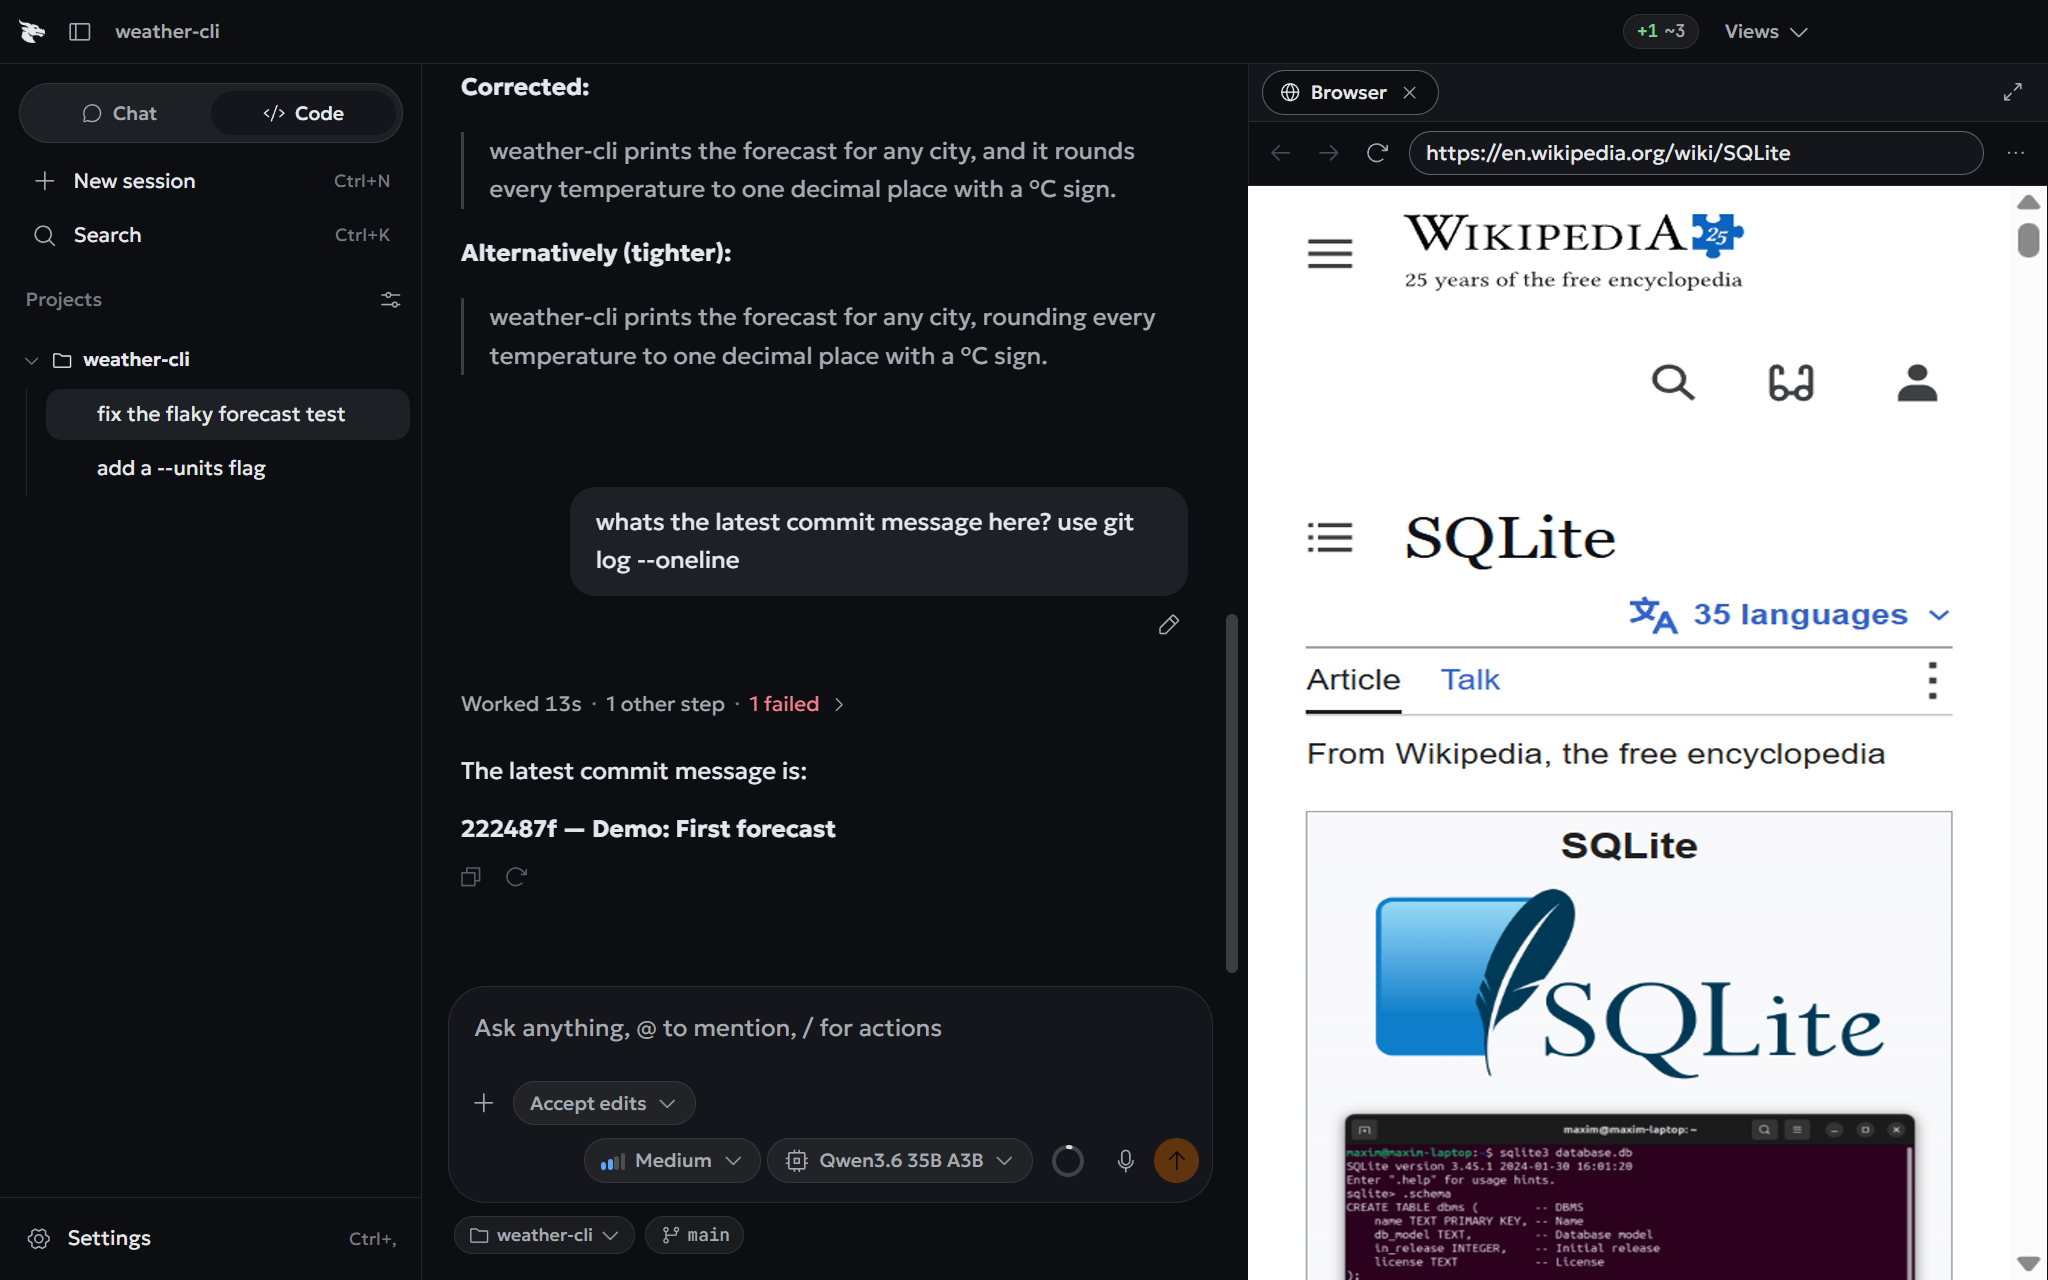 weather-cli
+1 ~3
Views
Chat
Code
New session
Ctrl+N
Search
Ctrl+K
Projects
weather-cli
fix the flaky forecast test
add a --units flag
Settings
Ctrl+,
Corrected:
weather-cli prints the forecast for any city, and it rounds
every temperature to one decimal place with a °C sign.
Alternatively (tighter):
weather-cli prints the forecast for any city, rounding every
temperature to one decimal place with a °C sign.
whats the latest commit message here? use git
log --oneline
Worked 13s · 1 other step · 1 failed
The latest commit message is:
222487f — Demo: First forecast
Ask anything, @ to mention, / for actions
Accept edits
Medium
Qwen3.6 35B A3B
weather-cli
main
Browser
https://en.wikipedia.org/wiki/SQLite
WIKIPEDIA
25
25 years of the free encyclopedia
SQLite
文A 35 languages
Article
Talk
From Wikipedia, the free encyclopedia
SQLite
SQLite
maxim@maxim-laptop: ~
maxim@maxim-laptop:~$ sqlite3 database.db
SQLite version 3.45.1 2024-01-30 16:01:20
Enter ".help" for usage hints.
sqlite> .schema
CREATE TABLE dbms ( -- DBMS
name TEXT PRIMARY KEY, -- Name
db_model TEXT, -- Database model
in_release INTEGER, -- Initial release
license TEXT -- License
);